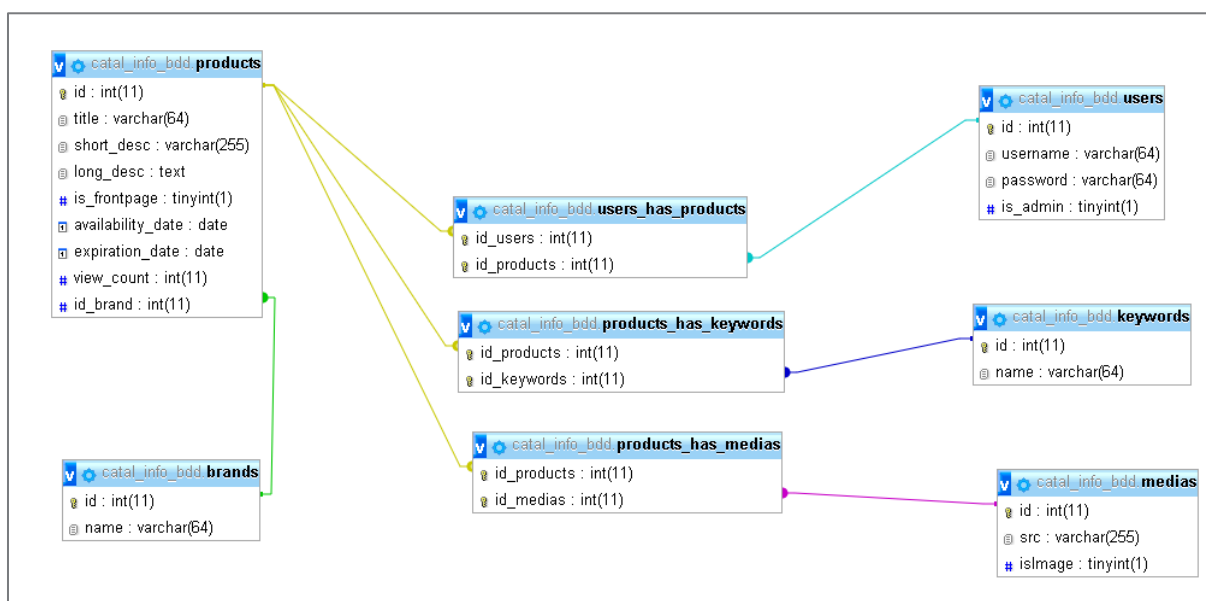 catal_info_bdd.products
id : int(11)
title : varchar(64)
short_desc : varchar(255)
long_desc : text
is_frontpage : tinyint(1)
availability_date : date
expiration_date : date
view_count : int(11)
id_brand : int(11)
catal_info_bdd.users
id : int(11)
username : varchar(64)
password : varchar(64)
is_admin : tinyint(1)
catal_info_bdd.users_has_products
id_users : int(11)
id_products : int(11)
catal_info_bdd.products_has_keywords
id_products : int(11)
id_keywords : int(11)
catal_info_bdd.keywords
id : int(11)
name : varchar(64)
catal_info_bdd.brands
id : int(11)
name : varchar(64)
catal_info_bdd.products_has_medias
id_products : int(11)
id_medias : int(11)
catal_info_bdd.medias
id : int(11)
src : varchar(255)
isImage : tinyint(1)